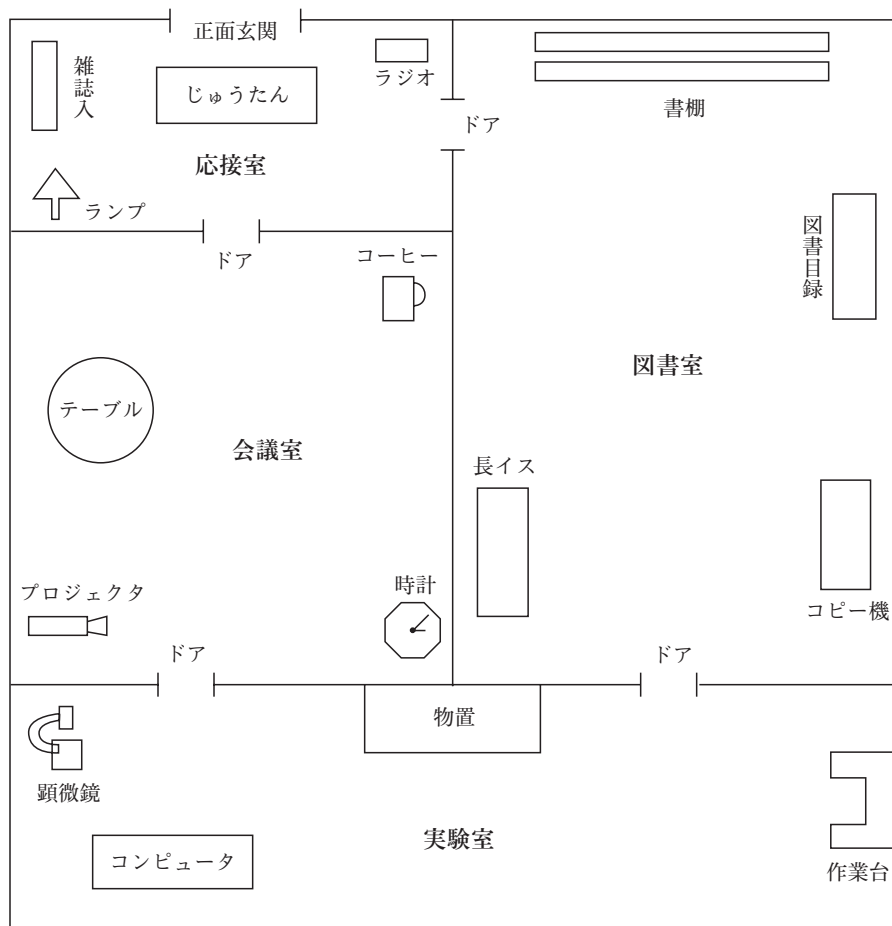 正面玄関
雑誌入
じゅうたん
ラジオ
書棚
ドア
応接室
ランプ
ドア
コーヒー
図書目録
図書室
テーブル
会議室
長イス
プロジェクタ
時計
コピー機
ドア
ドア
物置
顕微鏡
実験室
コンピュータ
作業台